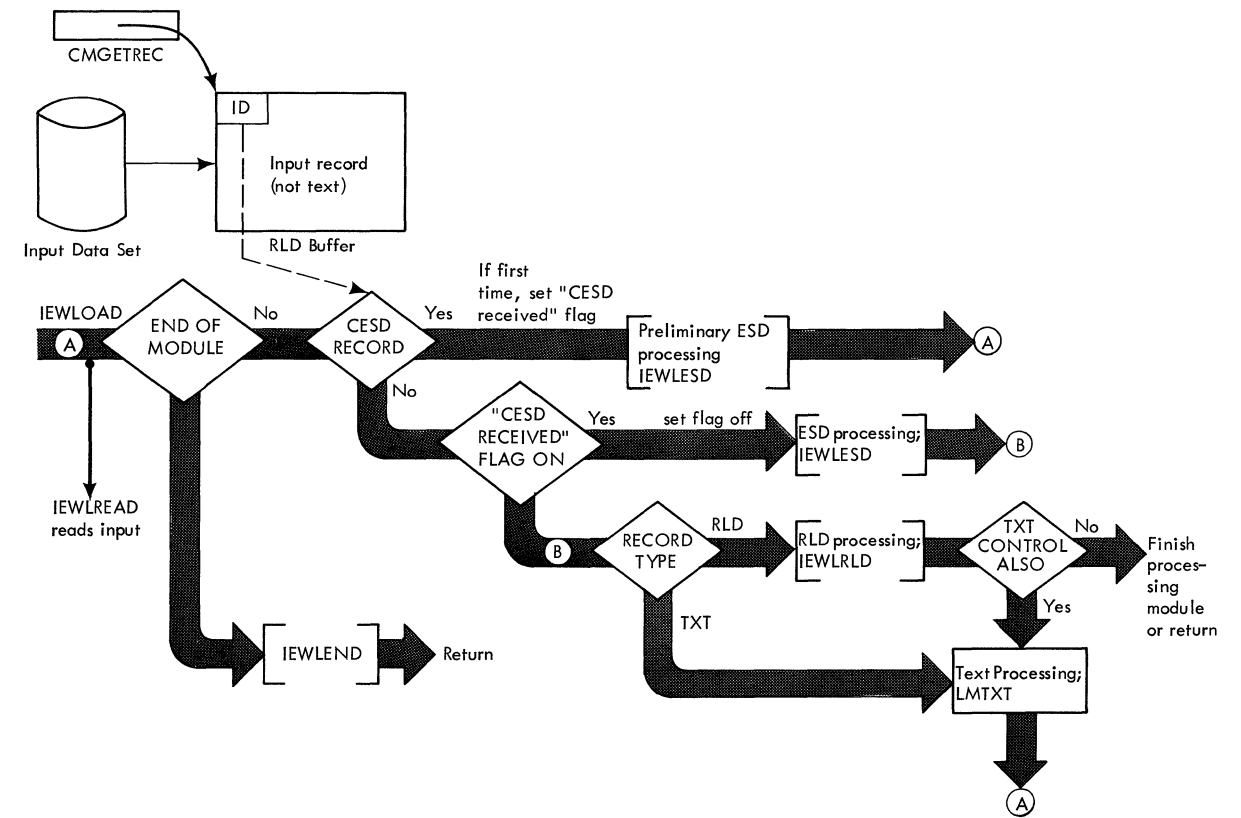 CMGETREC
ID
Input record
(not text)
Input Data Set
RLD Buffer
If first
time, set "CESD
received" flag
IEWLOAD
A
END OF
MODULE
No
CESD
RECORD
Yes
Preliminary ESD
processing
IEWLESD
A
No
"CESD
RECEIVED"
FLAG ON
Yes
set flag off
ESD processing;
IEWLESD
B
IEWLREAD
reads input
B
RECORD
TYPE
RLD
RLD processing;
IEWLRLD
TXT
CONTROL
ALSO
No
Finish
proces-
sing
module
or return
Yes
TXT
IEWLEND
Return
Text Processing;
LMTXT
A